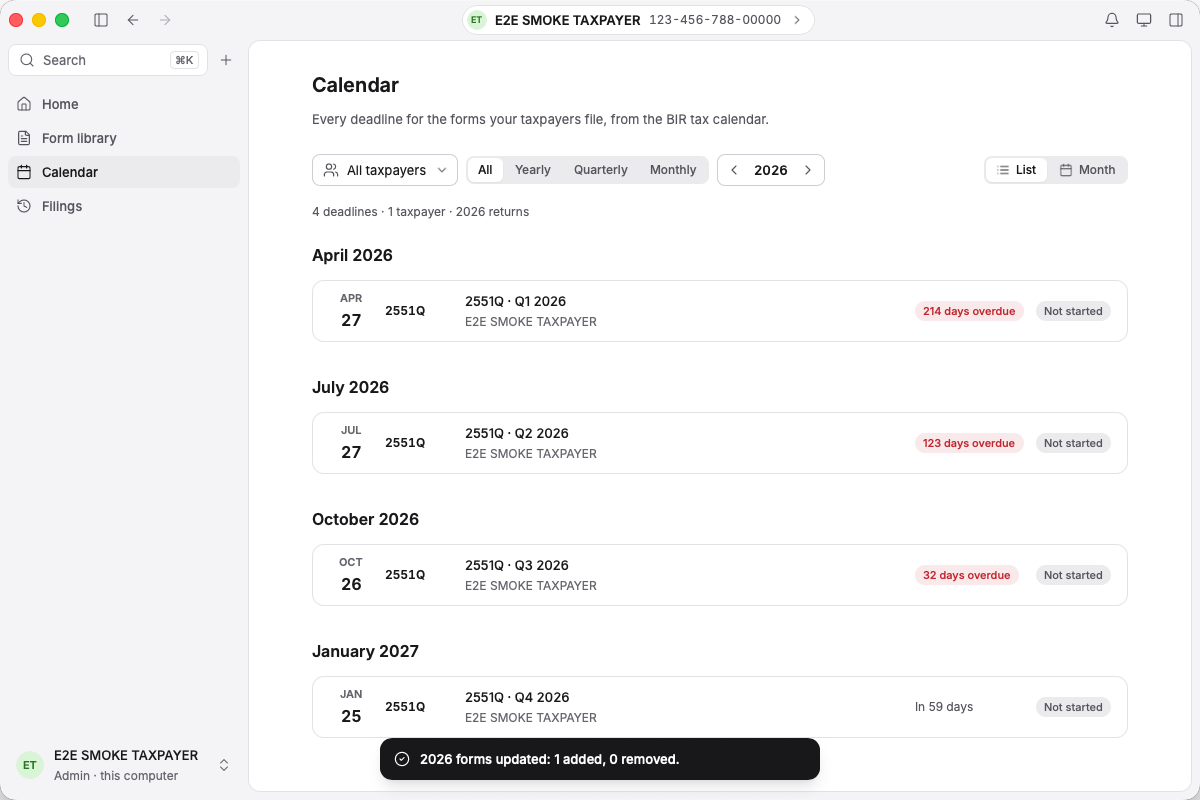 ET E2E SMOKE TAXPAYER 123-456-788-00000
Search ⌘K
Home
Form library
Calendar
Filings
Calendar
Every deadline for the forms your taxpayers file, from the BIR tax calendar.
All taxpayers All Yearly Quarterly Monthly 2026 List Month
4 deadlines · 1 taxpayer · 2026 returns
April 2026
APR
27
2551Q
2551Q · Q1 2026
E2E SMOKE TAXPAYER
214 days overdue Not started
July 2026
JUL
27
2551Q
2551Q · Q2 2026
E2E SMOKE TAXPAYER
123 days overdue Not started
October 2026
OCT
26
2551Q
2551Q · Q3 2026
E2E SMOKE TAXPAYER
32 days overdue Not started
January 2027
JAN
25
2551Q
2551Q · Q4 2026
E2E SMOKE TAXPAYER
In 59 days Not started
2026 forms updated: 1 added, 0 removed.
ET
E2E SMOKE TAXPAYER
Admin · this computer